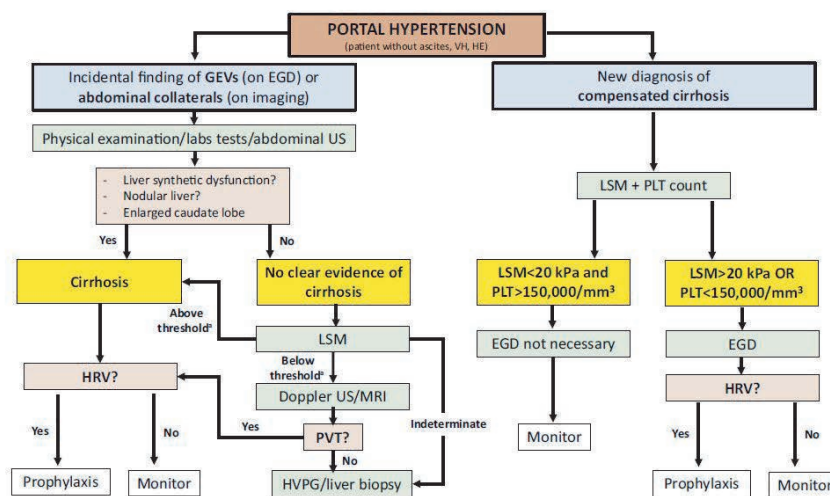 PORTAL HYPERTENSION
(patient without ascites, VH, HE)
Incidental finding of GEVs (on EGD) or
abdominal collaterals (on imaging)
Physical examination/labs tests/abdominal US
- Liver synthetic dysfunction?
- Nodular liver?
- Enlarged caudate lobe
Yes
No
Cirrhosis
No clear evidence of
cirrhosis
Above
thresholdª
LSM
Below
thresholdª
HRV?
Doppler US/MRI
Indeterminate
Yes
PVT?
Yes
No
No
Prophylaxis
Monitor
HVPG/liver biopsy
New diagnosis of
compensated cirrhosis
LSM + PLT count
LSM<20 kPa and
PLT>150,000/mm³
LSM>20 kPa OR
PLT<150,000/mm³
EGD not necessary
EGD
HRV?
Monitor
Yes
No
Prophylaxis
Monitor